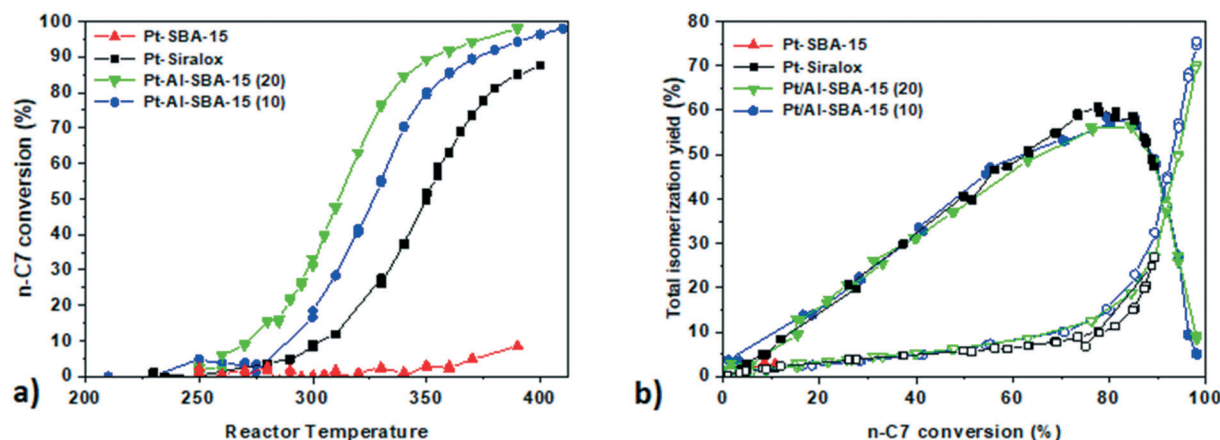 100
90
80
70
60
50
40
30
20
10
0
n-C7 conversion (%)
Pt-SBA-15
Pt-Siralox
Pt-Al-SBA-15 (20)
Pt-Al-SBA-15 (10)
200 250 300 350 400
Reactor Temperature
a)
80
70
60
50
40
30
20
10
0
Total isomerization yield (%)
Pt-SBA-15
Pt-Siralox
Pt/Al-SBA-15 (20)
Pt/Al-SBA-15 (10)
0 20 40 60 80 100
n-C7 conversion (%)
b)